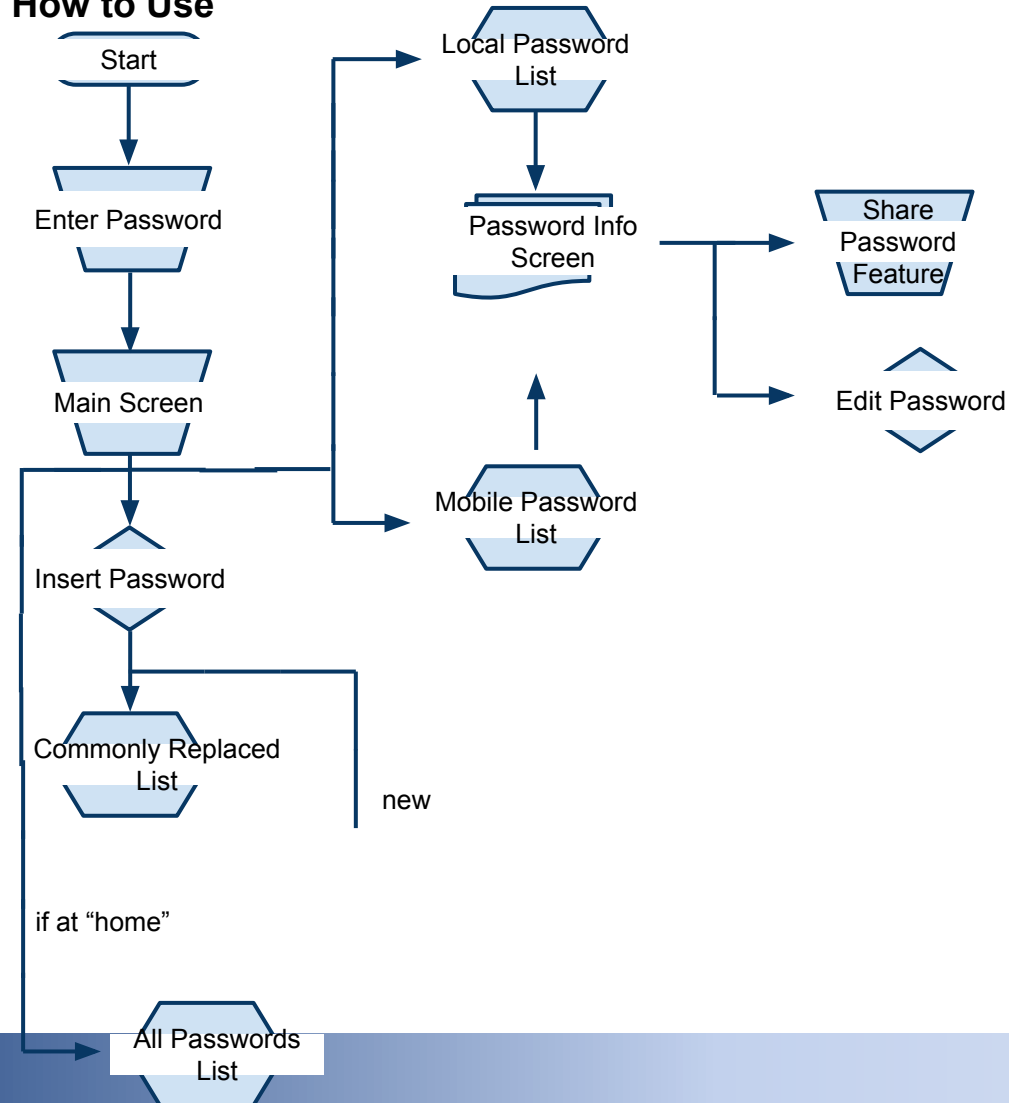 How to Use
Start
Enter Password
Main Screen
Insert Password
Commonly Replaced
List
new
if at “home”
All Passwords
List
Local Password
List
Password Info
Screen
Mobile Password
List
Share
Password
Feature
Edit Password